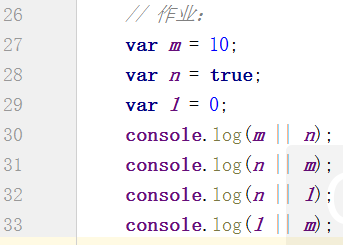 26 // 作业:
27 var m = 10;
28 var n = true;
29 var l = 0;
30 console.log(m || n);
31 console.log(n || m);
32 console.log(n || l);
33 console.log(l || m);